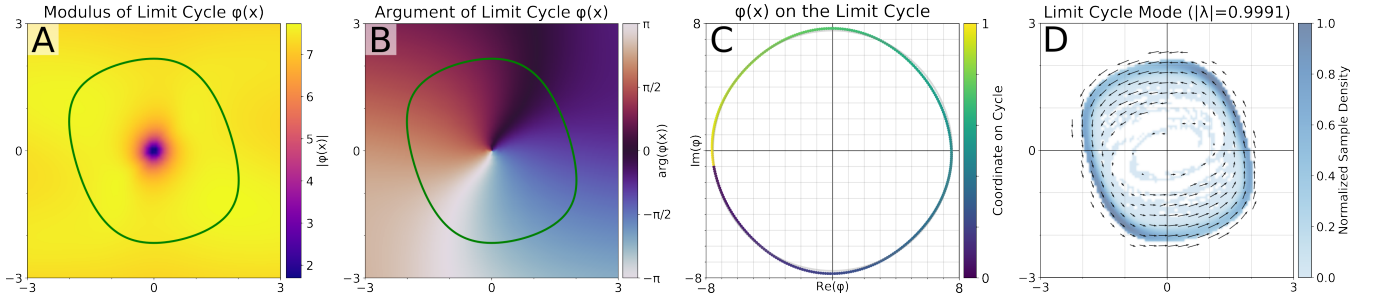 Modulus of Limit Cycle φ(x)
A
3
0
−3
−3
0
3
7
6
5
4
3
2
|φ(x)|
Argument of Limit Cycle φ(x)
B
3
0
−3
−3
0
3
π
π/2
0
−π/2
−π
arg(φ(x))
φ(x) on the Limit Cycle
C
8
0
−8
−8
0
8
Im(φ)
Re(φ)
1
0
Coordinate on Cycle
Limit Cycle Mode (|λ|=0.9991)
D
3
0
−3
−3
0
3
1.0
0.8
0.6
0.4
0.2
0.0
Normalized Sample Density